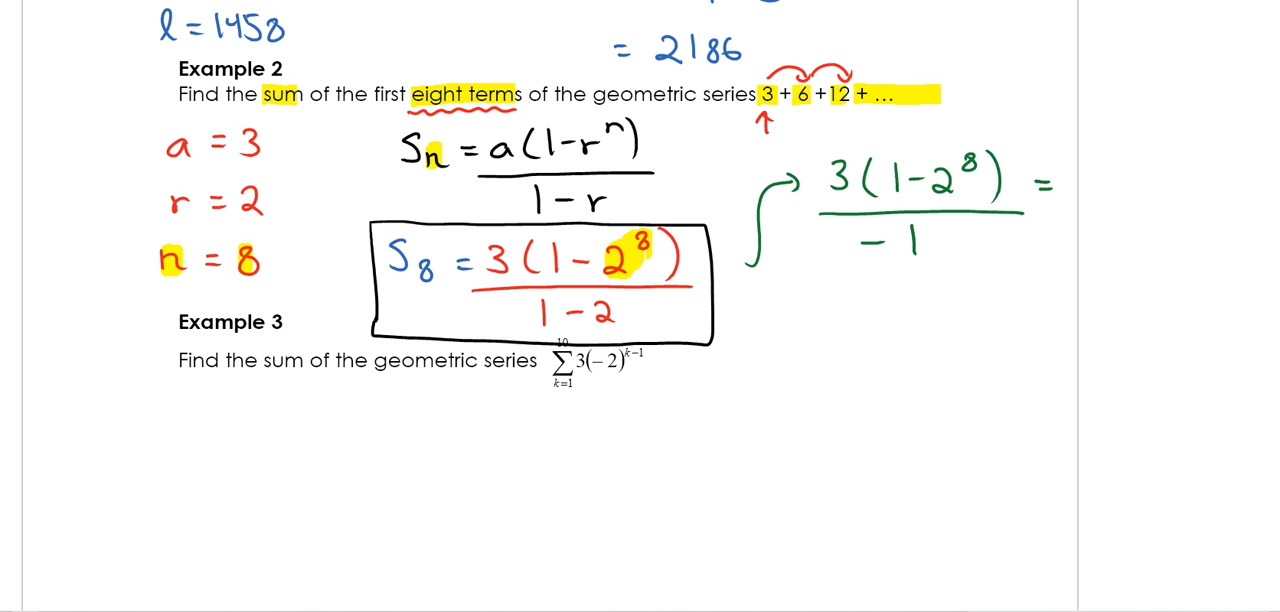 l = 1458
= 2186
Example 2
Find the sum of the first eight terms of the geometric series 3 + 6 + 12 + ...
a = 3
r = 2
n = 8
Sn = a(1-r^n)
1 - r
S8 = 3(1 - 2^8)
1 - 2
3(1 - 2^8) =
- 1
Example 3
Find the sum of the geometric series
10
∑ 3(-2)^k-1
k=1